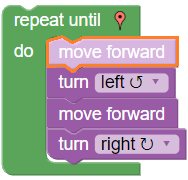 repeat until
do
move forward
turn left ↺ ▾
move forward
turn right ↻ ▾